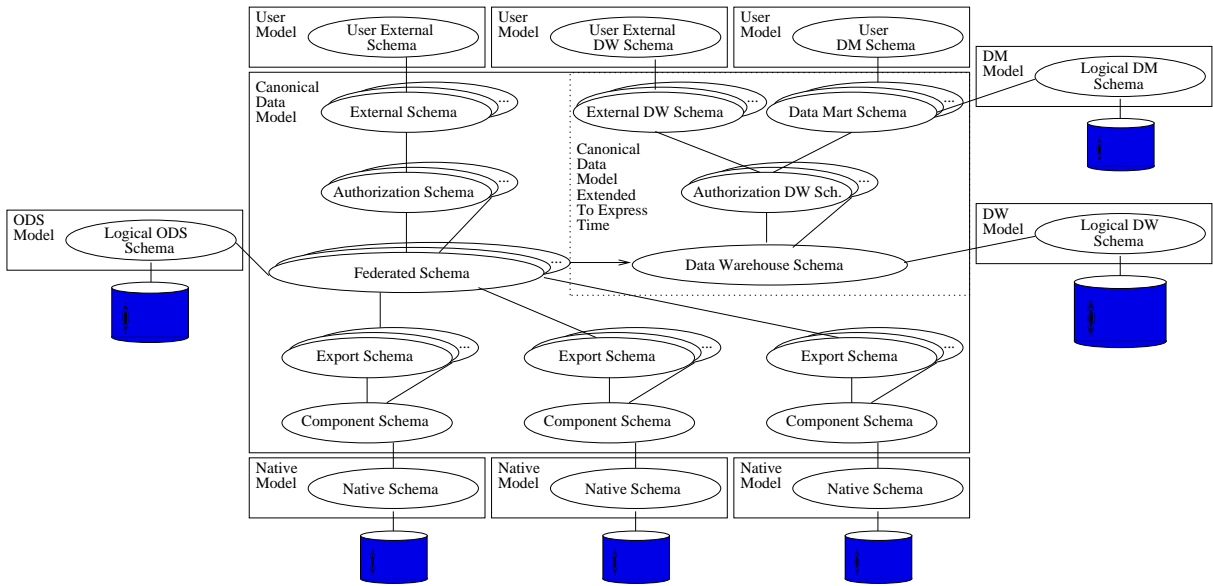 User
Model
User External
Schema
User
Model
User External
DW Schema
User
Model
User
DM Schema
DM
Model
Logical DM
Schema
Canonical
Data
Model
...
External Schema
...
External DW Schema
...
Data Mart Schema
Canonical
Data
Model
Extended
To Express
Time
...
Authorization Schema
...
Authorization DW Sch.
ODS
Model
Logical ODS
Schema
DW
Model
Logical DW
Schema
...
Federated Schema
Data Warehouse Schema
...
Export Schema
...
Export Schema
...
Export Schema
Component Schema
Component Schema
Component Schema
Native
Model
Native Schema
Native
Model
Native Schema
Native
Model
Native Schema